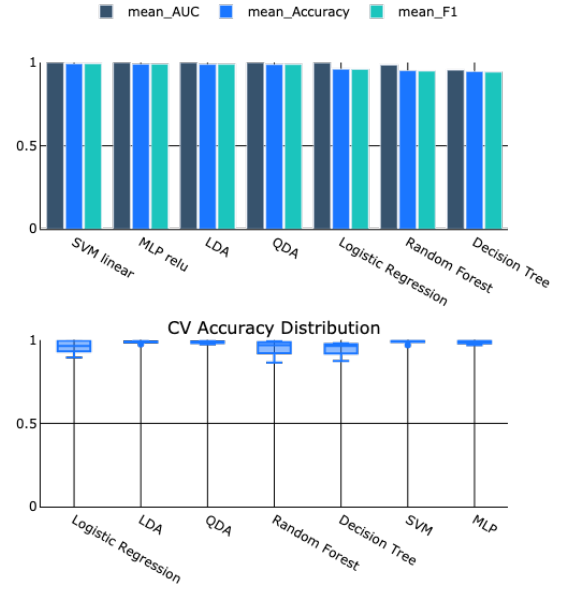 mean_AUC mean_Accuracy mean_F1
1
0.5
0
SVM linear
MLP relu
LDA
QDA
Logistic Regression
Random Forest
Decision Tree
CV Accuracy Distribution
1
0.5
0
Logistic Regression
LDA
QDA
Random Forest
Decision Tree
SVM
MLP